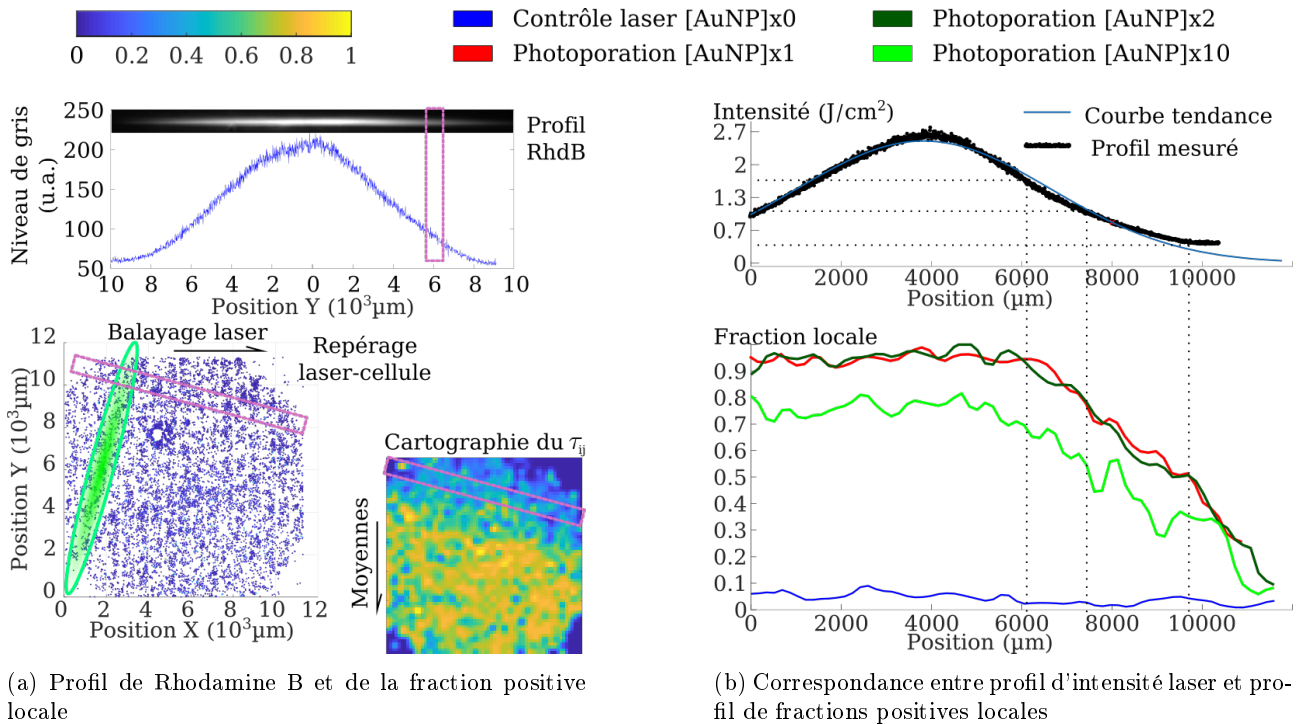 0 0.2 0.4 0.6 0.8 1
Contrôle laser [AuNP]x0
Photoporation [AuNP]x1
Photoporation [AuNP]x2
Photoporation [AuNP]x10
Niveau de gris
(u.a.)
250
200
150
100
50
Profil
RhdB
10 8 6 4 2 0 2 4 6 8 10
Position Y (10³µm)
Balayage laser
Repérage
laser-cellule
Position Y (10³µm)
12
10
8
6
4
2
0
0 2 4 6 8 10 12
Position X (10³µm)
Cartographie du τij
Moyennes
(a) Profil de Rhodamine B et de la fraction positive
locale
Intensité (J/cm²)
Courbe tendance
Profil mesuré
2.7
2
1.3
0.7
0
0 2000 4000 6000 8000 10000
Position (µm)
Fraction locale
0.9
0.8
0.7
0.6
0.5
0.4
0.3
0.2
0.1
0
0 2000 4000 6000 8000 10000
Position (µm)
(b) Correspondance entre profil d'intensité laser et pro-
fil de fractions positives locales